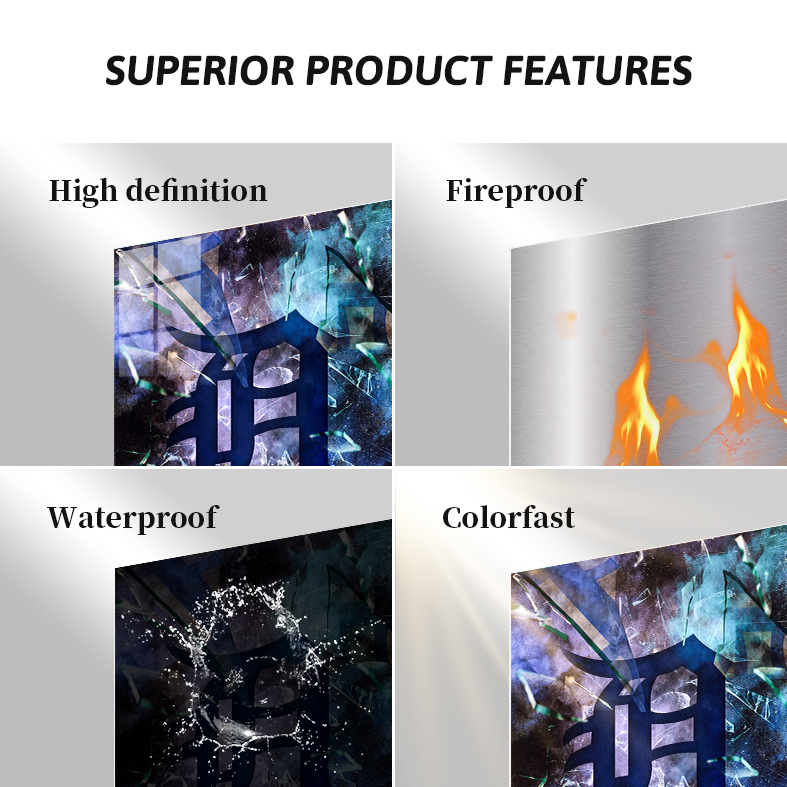 SUPERIOR PRODUCT FEATURES
High definition
Fireproof
Waterproof
Colorfast